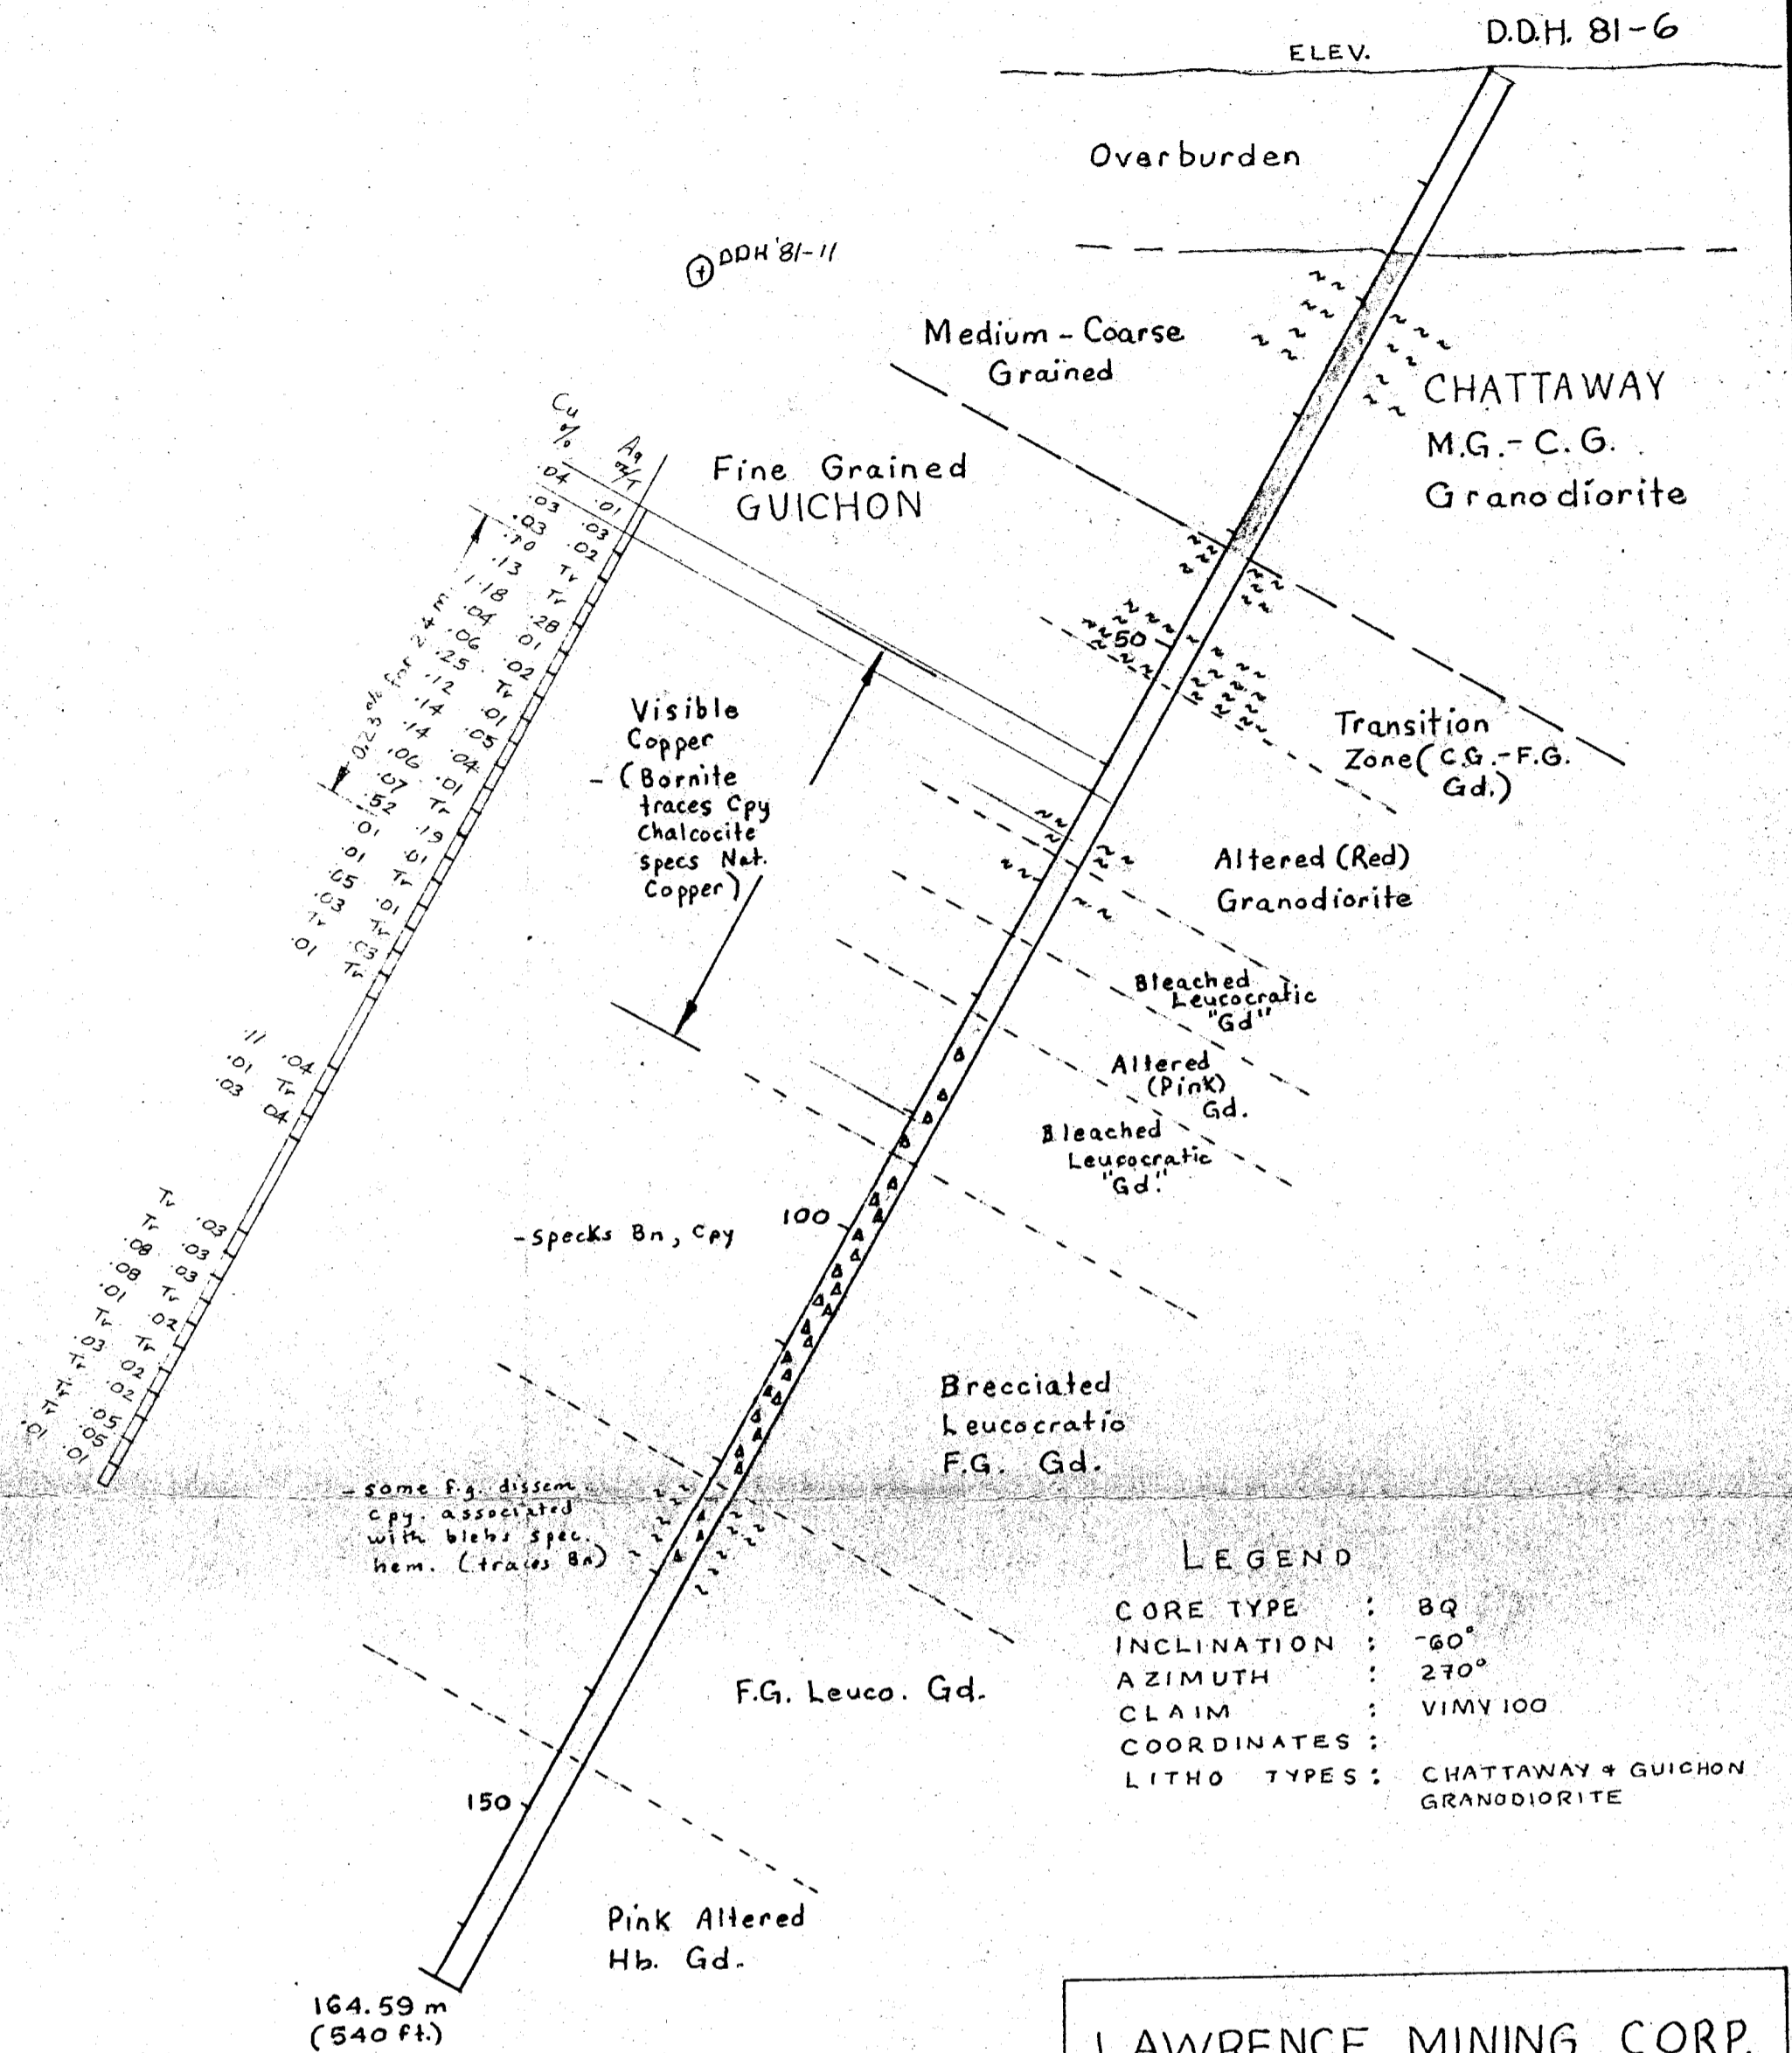 D.D.H. 81-6
ELEV.
Overburden
DDH '81-11
Medium - Coarse
Grained
CHATTAWAY
M.G.- C.G.
Granodiorite
Fine Grained
GUICHON
Cu %
Ag oz/T
.04 .01
.03 .03
.03 .02
.70 Tr
.13 Tr
1.18 .28
.04 .01
.06 .02
.25 Tr
.12 .01
.14 .05
.14 .04
.06 .01
.07 Tr
.52 .19
.01 .01
.01 Tr
.05 .01
.03 Tr
Tr .03
.01 Tr
.11 .04
.01 Tr
.03 .04
Tr .03
Tr .03
.08 .03
.08 Tr
.01 .02
Tr Tr
.03 .02
Tr .02
Tr .05
Tr .05
.01 .01
50
Transition
Zone (C.G.-F.G.
Gd.)
Visible
Copper
- (Bornite
traces Cpy
Chalcocite
specs Nat.
Copper)
Altered (Red)
Granodiorite
Bleached
Leucocratic
"Gd"
Altered
(Pink)
Gd.
Bleached
Leucocratic
"Gd."
100
- Specks Bn, Cpy
Brecciated
Leucocratic
F.G. Gd.
- some f.g. dissem
cpy. associated
with blebs spec.
hem. (traces Bn)
F.G. Leuco. Gd.
150
Pink Altered
Hb. Gd.
164.59 m
(540 ft.)
LEGEND
CORE TYPE : BQ
INCLINATION : -60°
AZIMUTH : 270°
CLAIM : VIMY 100
COORDINATES :
LITHO TYPES : CHATTAWAY & GUICHON
GRANODIORITE
LAWRENCE MINING CORP.